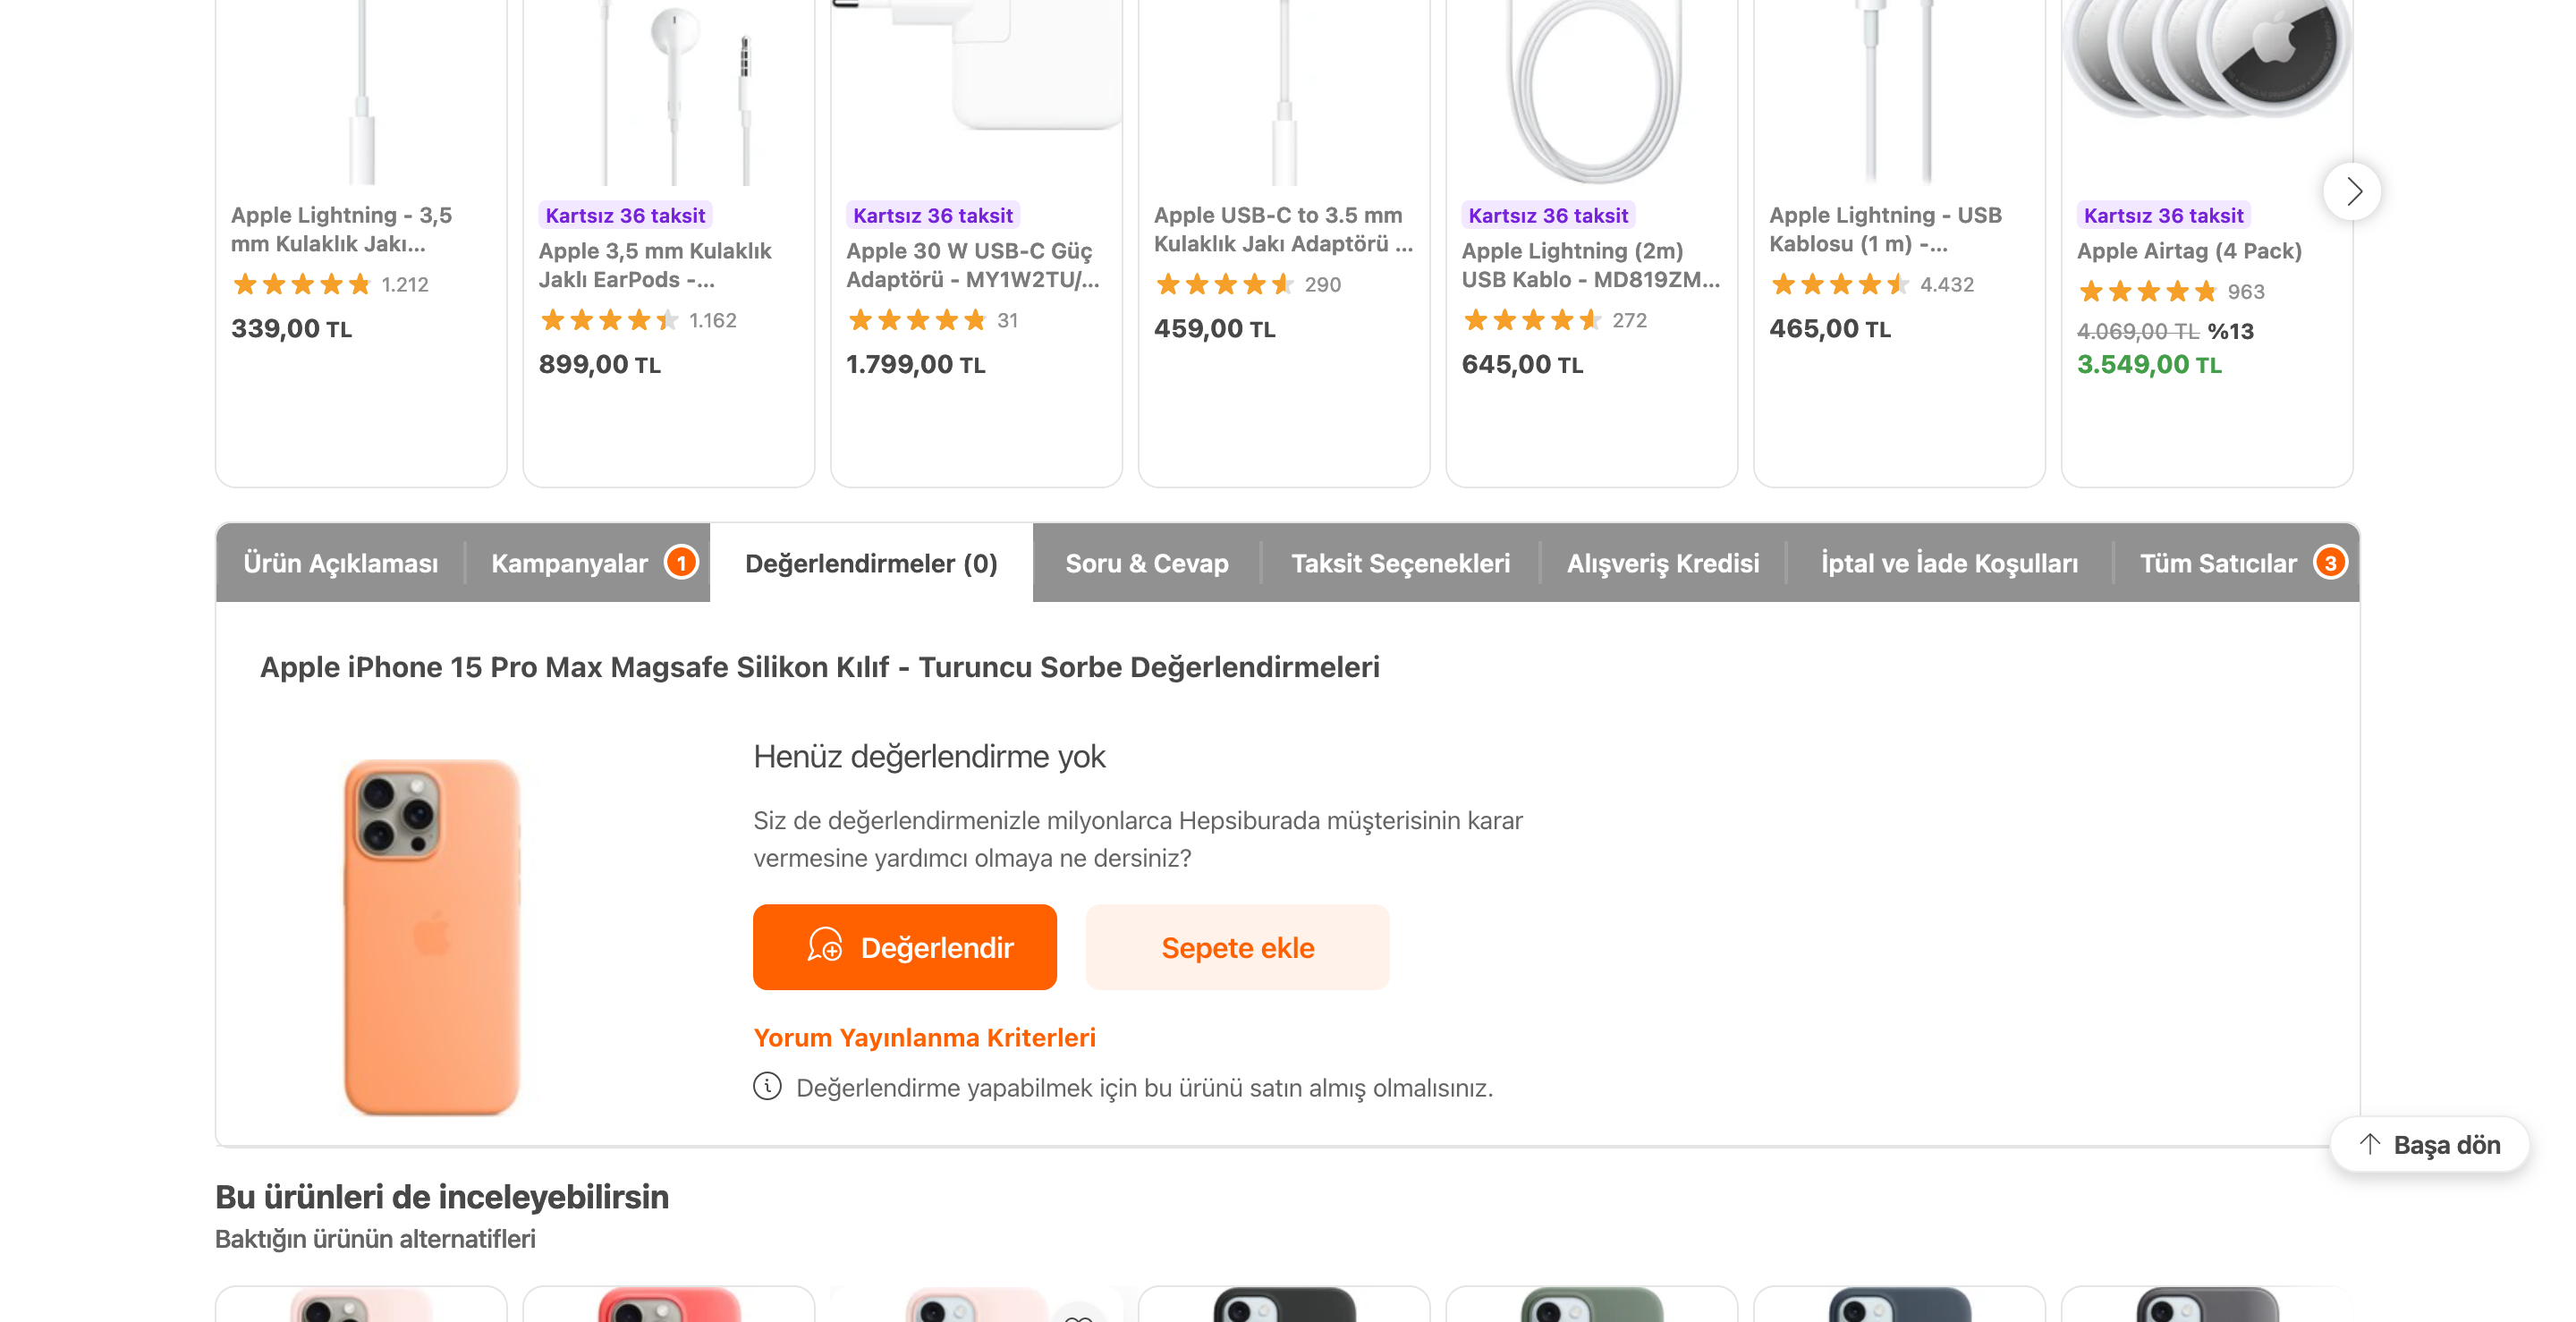 Apple Lightning - 3,5
mm Kulaklık Jakı...
1.212
339,00 TL
Kartsız 36 taksit
Apple 3,5 mm Kulaklık
Jaklı EarPods -...
1.162
899,00 TL
Kartsız 36 taksit
Apple 30 W USB-C Güç
Adaptörü - MY1W2TU/...
31
1.799,00 TL
Apple USB-C to 3.5 mm
Kulaklık Jakı Adaptörü ...
290
459,00 TL
Kartsız 36 taksit
Apple Lightning (2m)
USB Kablo - MD819ZM...
272
645,00 TL
Apple Lightning - USB
Kablosu (1 m) -...
4.432
465,00 TL
Kartsız 36 taksit
Apple Airtag (4 Pack)
963
4.069,00 TL %13
3.549,00 TL
Ürün Açıklaması Kampanyalar 1 Değerlendirmeler (0) Soru & Cevap Taksit Seçenekleri Alışveriş Kredisi İptal ve İade Koşulları Tüm Satıcılar 3
Apple iPhone 15 Pro Max Magsafe Silikon Kılıf - Turuncu Sorbe Değerlendirmeleri
Henüz değerlendirme yok
Siz de değerlendirmenizle milyonlarca Hepsiburada müşterisinin karar
vermesine yardımcı olmaya ne dersiniz?
Değerlendir Sepete ekle
Yorum Yayınlanma Kriterleri
Değerlendirme yapabilmek için bu ürünü satın almış olmalısınız.
Başa dön
Bu ürünleri de inceleyebilirsin
Baktığın ürünün alternatifleri